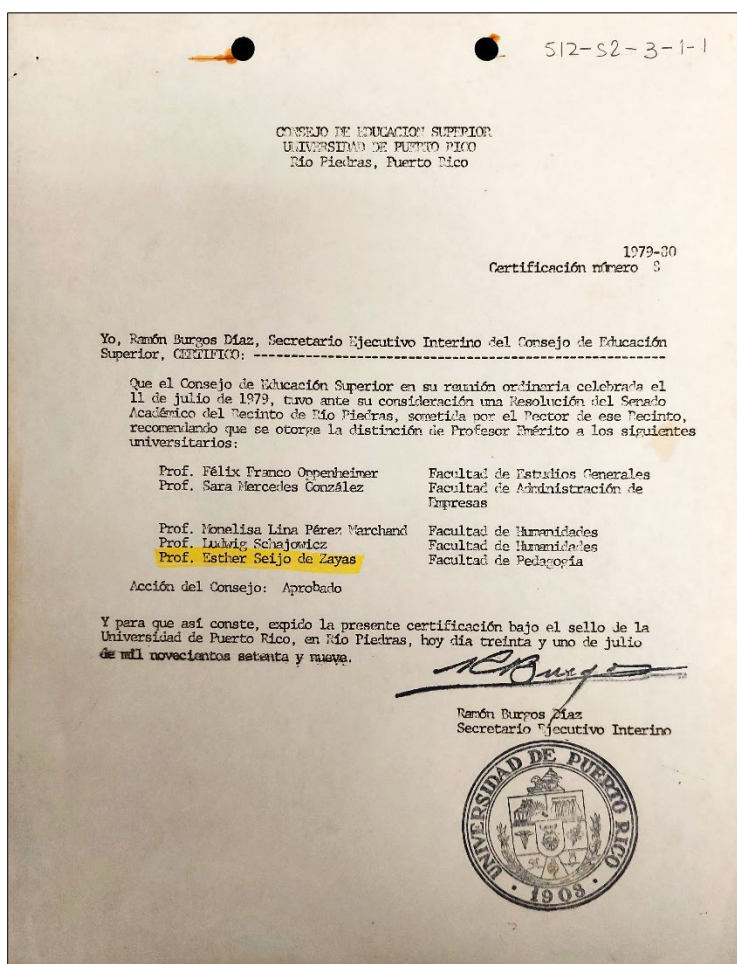 512-S2-3-1-1
CONSEJO DE EDUCACION SUPERIOR
UNIVERSIDAD DE PUERTO RICO
Río Piedras, Puerto Rico
1979-80
Certificación número 8
Yo, Ramón Burgos Díaz, Secretario Ejecutivo Interino del Consejo de Educación
Superior, CERTIFICO: -------------------------------------------------------
Que el Consejo de Educación Superior en su reunión ordinaria celebrada el
11 de julio de 1979, tuvo ante su consideración una Resolución del Senado
Académico del Recinto de Río Piedras, sometida por el Rector de ese Recinto,
recomendando que se otorge la distinción de Profesor Emérito a los siguientes
universitarios:
Prof. Félix Franco Oppenheimer Facultad de Estudios Generales
Prof. Sara Mercedes González Facultad de Administración de
Empresas
Prof. Monelisa Lina Pérez Marchand Facultad de Humanidades
Prof. Ludwig Schajowicz Facultad de Humanidades
Prof. Esther Seijo de Zayas Facultad de Pedagogía
Acción del Consejo: Aprobado
Y para que así conste, expido la presente certificación bajo el sello de la
Universidad de Puerto Rico, en Río Piedras, hoy día treinta y uno de julio
de mil novecientos setenta y nueve.
RBurgos
Ramón Burgos Díaz
Secretario Ejecutivo Interino
UNIVERSIDAD DE PUERTO RICO
· 1903 ·